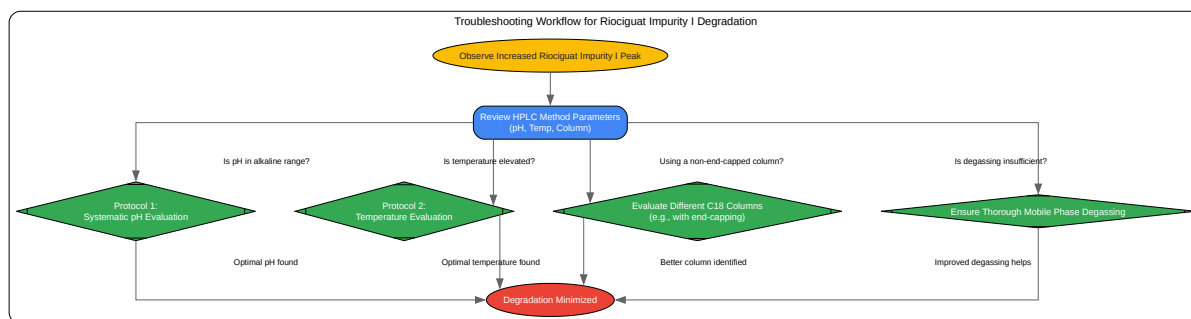 Troubleshooting Workflow for Riociguat Impurity I Degradation
Observe Increased Riociguat Impurity I Peak
Review HPLC Method Parameters
(pH, Temp, Column)
Is pH in alkaline range?
Is temperature elevated?
Using a non-end-capped column?
Is degassing insufficient?
Protocol 1:
Systematic pH Evaluation
Protocol 2:
Temperature Evaluation
Evaluate Different C18 Columns
(e.g., with end-capping)
Ensure Thorough Mobile Phase Degassing
Optimal pH found
Optimal temperature found
Better column identified
Improved degassing helps
Degradation Minimized